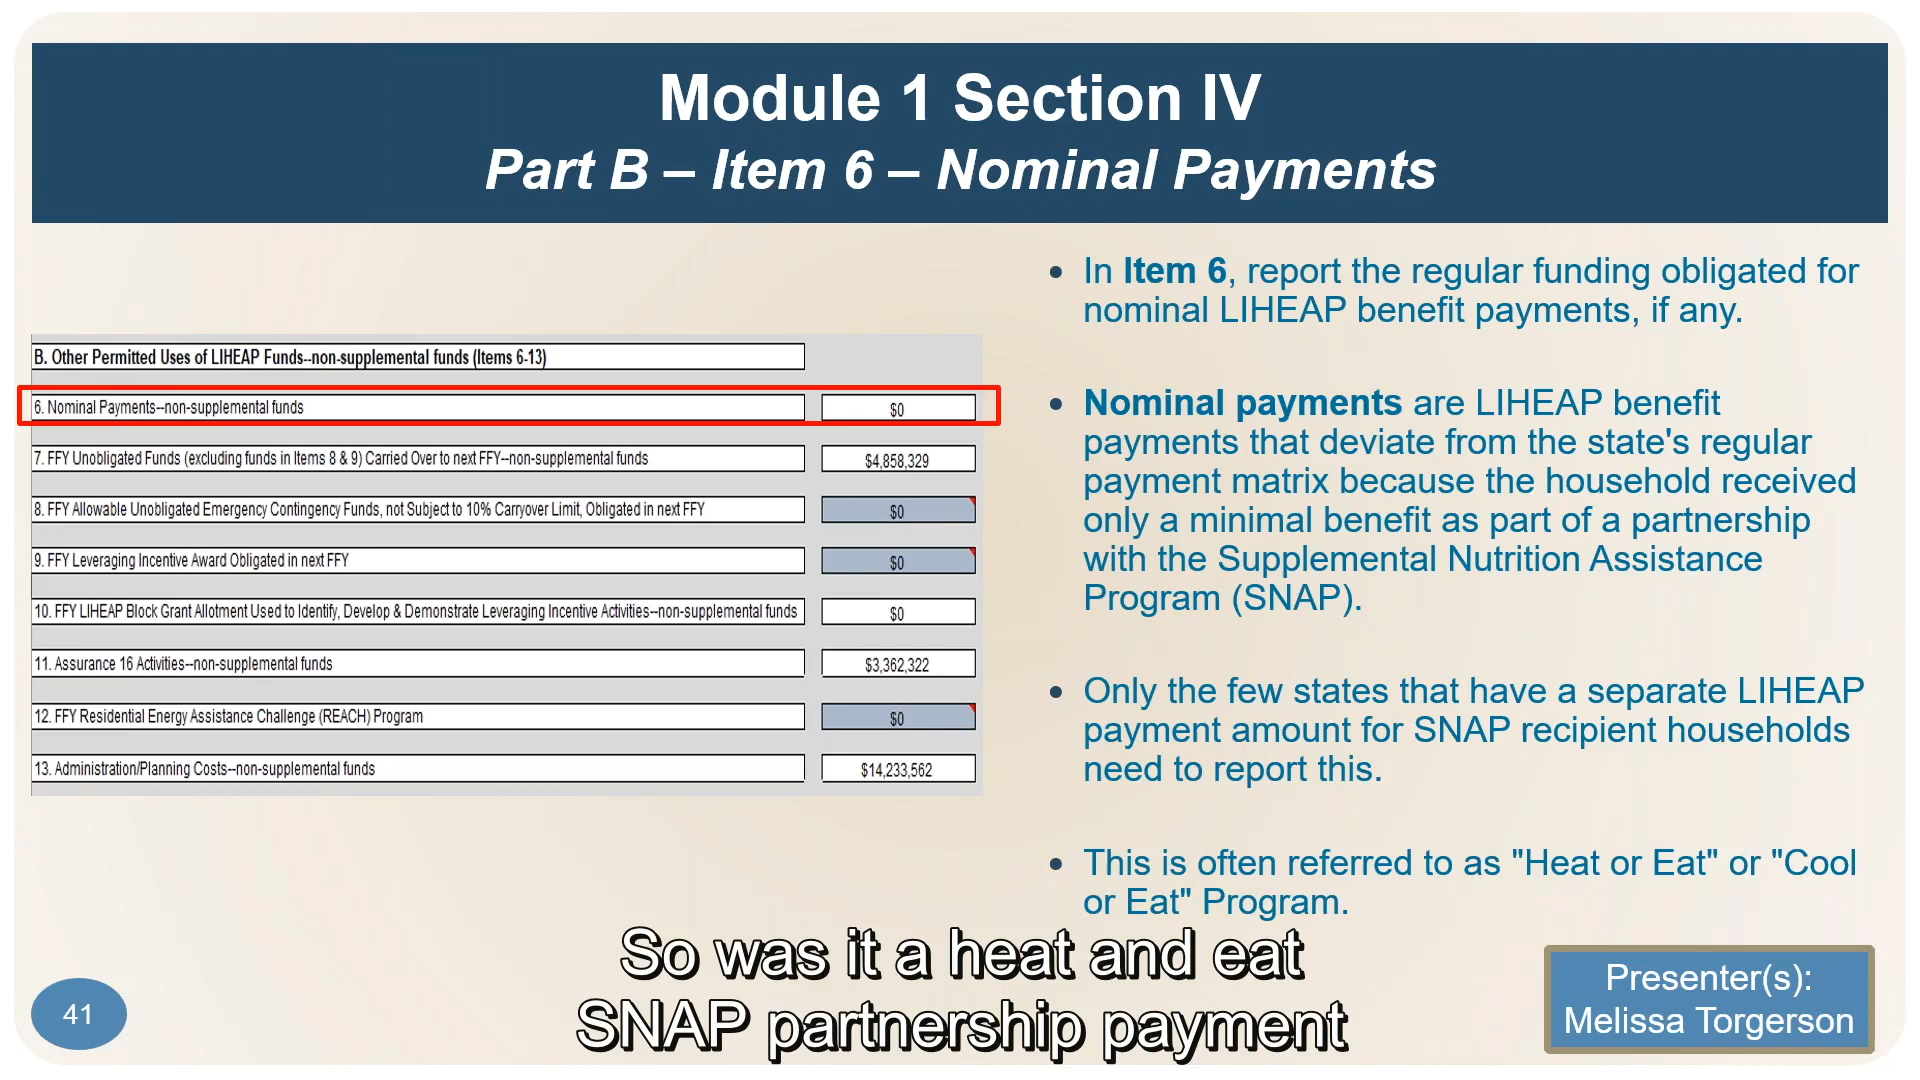 Module 1 Section IV
Part B – Item 6 – Nominal Payments
B. Other Permitted Uses of LIHEAP Funds--non-supplemental funds (Items 6-13)
6. Nominal Payments--non-supplemental funds $0
7. FFY Unobligated Funds (excluding funds in Items 8 & 9) Carried Over to next FFY--non-supplemental funds $4,858,329
8. FFY Allowable Unobligated Emergency Contingency Funds, not Subject to 10% Carryover Limit, Obligated in next FFY $0
9. FFY Leveraging Incentive Award Obligated in next FFY $0
10. FFY LIHEAP Block Grant Allotment Used to Identify, Develop & Demonstrate Leveraging Incentive Activities--non-supplemental funds $0
11. Assurance 16 Activities--non-supplemental funds $3,362,322
12. FFY Residential Energy Assistance Challenge (REACH) Program $0
13. Administration/Planning Costs--non-supplemental funds $14,233,562
• In Item 6, report the regular funding obligated for
nominal LIHEAP benefit payments, if any.
• Nominal payments are LIHEAP benefit
payments that deviate from the state's regular
payment matrix because the household received
only a minimal benefit as part of a partnership
with the Supplemental Nutrition Assistance
Program (SNAP).
• Only the few states that have a separate LIHEAP
payment amount for SNAP recipient households
need to report this.
• This is often referred to as "Heat or Eat" or "Cool
or Eat" Program.
So was it a heat and eat
SNAP partnership payment
41
Presenter(s):
Melissa Torgerson